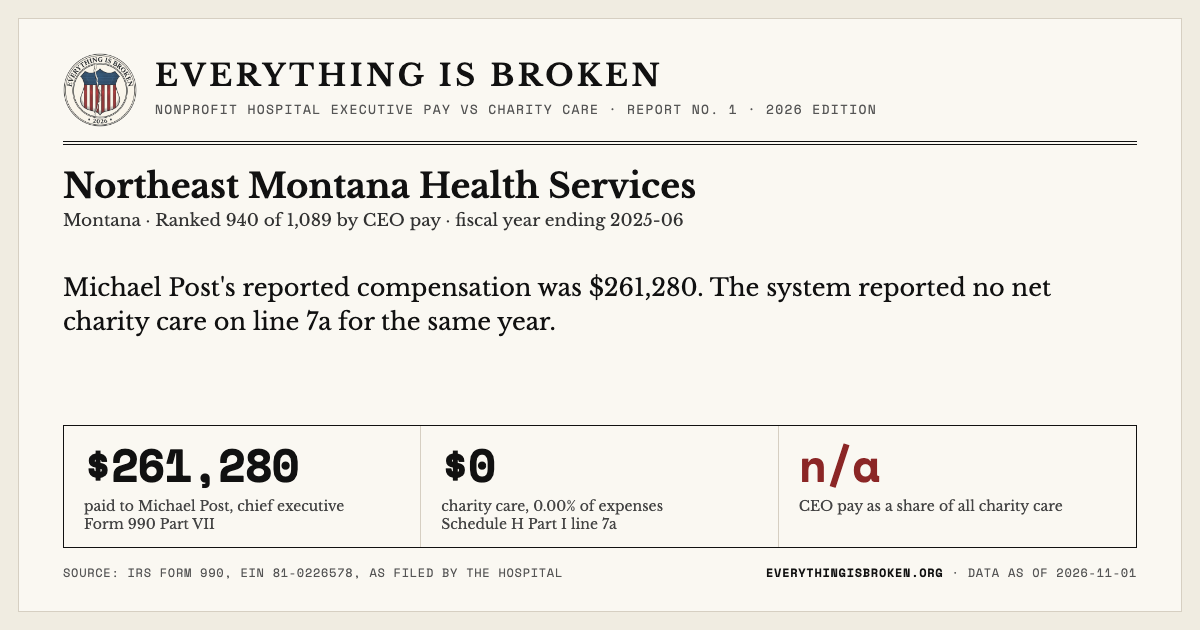 EVERYTHING IS BROKEN
· 2026 ·
EVERYTHING IS BROKEN
NONPROFIT HOSPITAL EXECUTIVE PAY VS CHARITY CARE · REPORT NO. 1 · 2026 EDITION
Northeast Montana Health Services
Montana · Ranked 940 of 1,089 by CEO pay · fiscal year ending 2025-06
Michael Post's reported compensation was $261,280. The system reported no net
charity care on line 7a for the same year.
$261,280
paid to Michael Post, chief executive
Form 990 Part VII
$0
charity care, 0.00% of expenses
Schedule H Part I line 7a
n/a
CEO pay as a share of all charity care
SOURCE: IRS FORM 990, EIN 81-0226578, AS FILED BY THE HOSPITAL
EVERYTHINGISBROKEN.ORG · DATA AS OF 2026-11-01